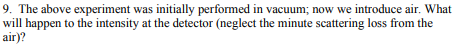 9. The above experiment was initially performed in vacuum; now we introduce air. What
will happen to the intensity at the detector (neglect the minute scattering loss from the
air)?